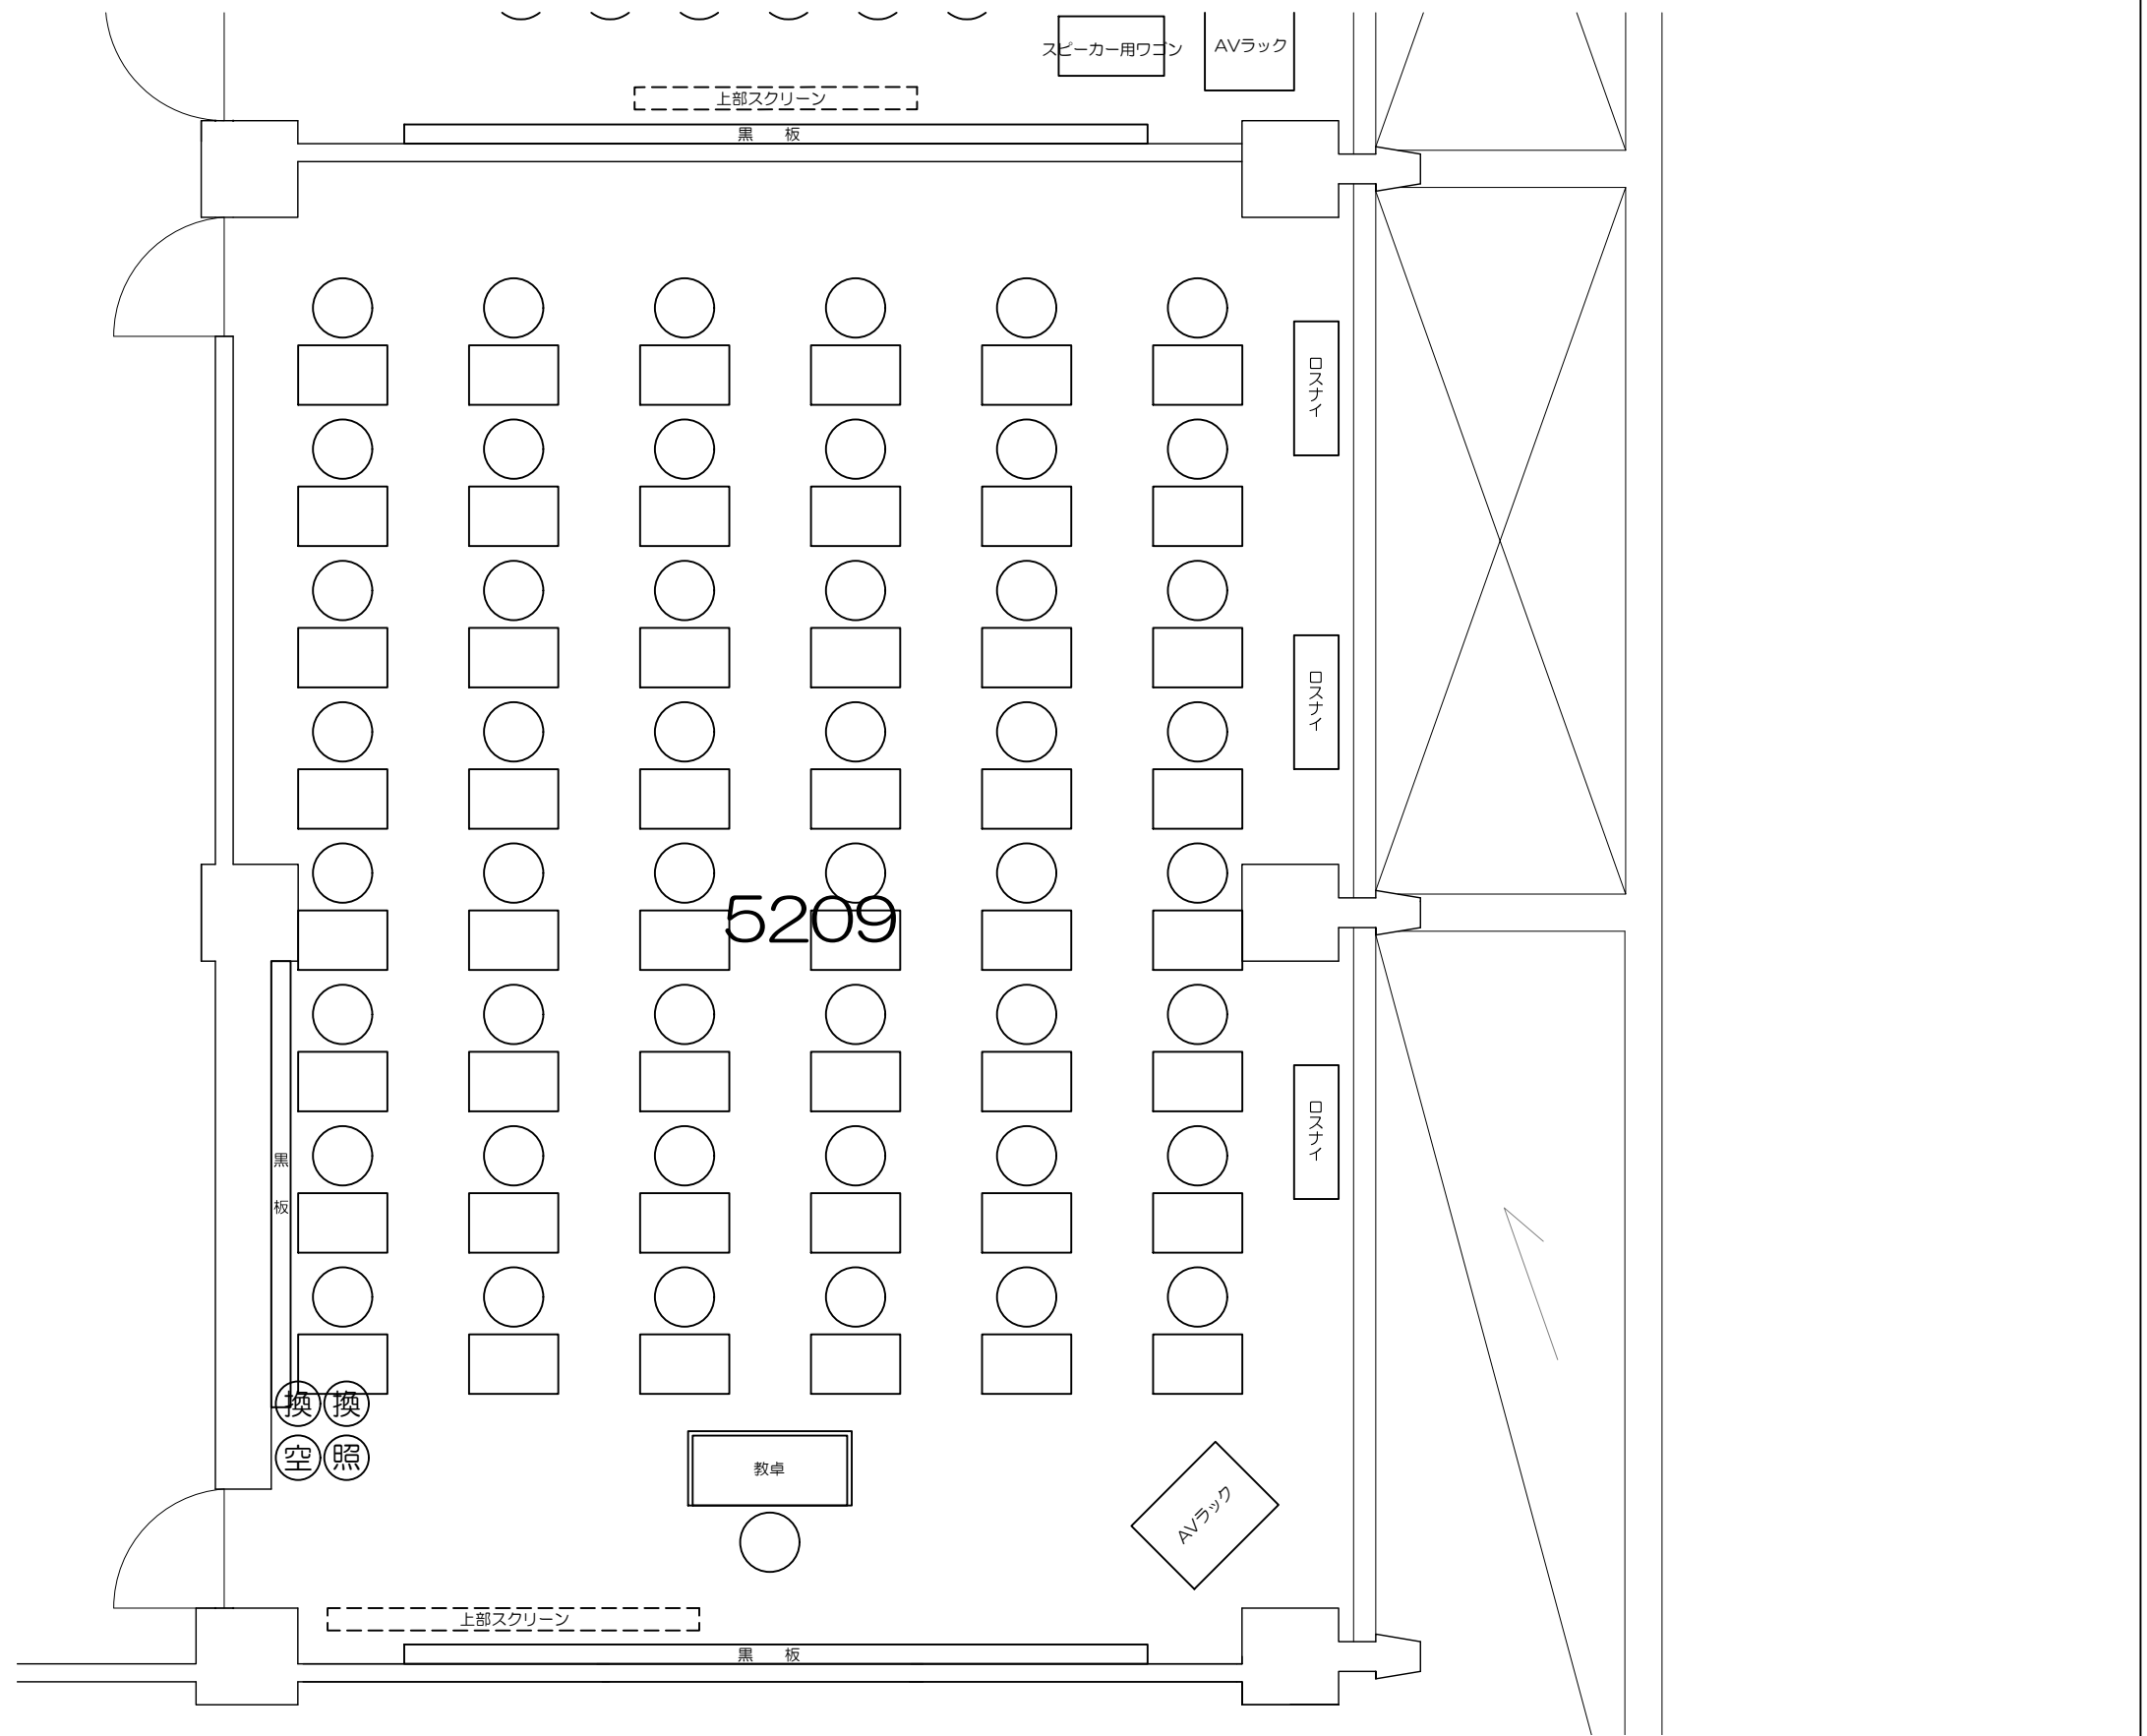 スピーカー用ワゴン
AVラック
上部スクリーン
黒 板
ロスナイ
ロスナイ
5209
ロスナイ
黒 板
換 換
空 照
教卓
AVラック
上部スクリーン
黒 板